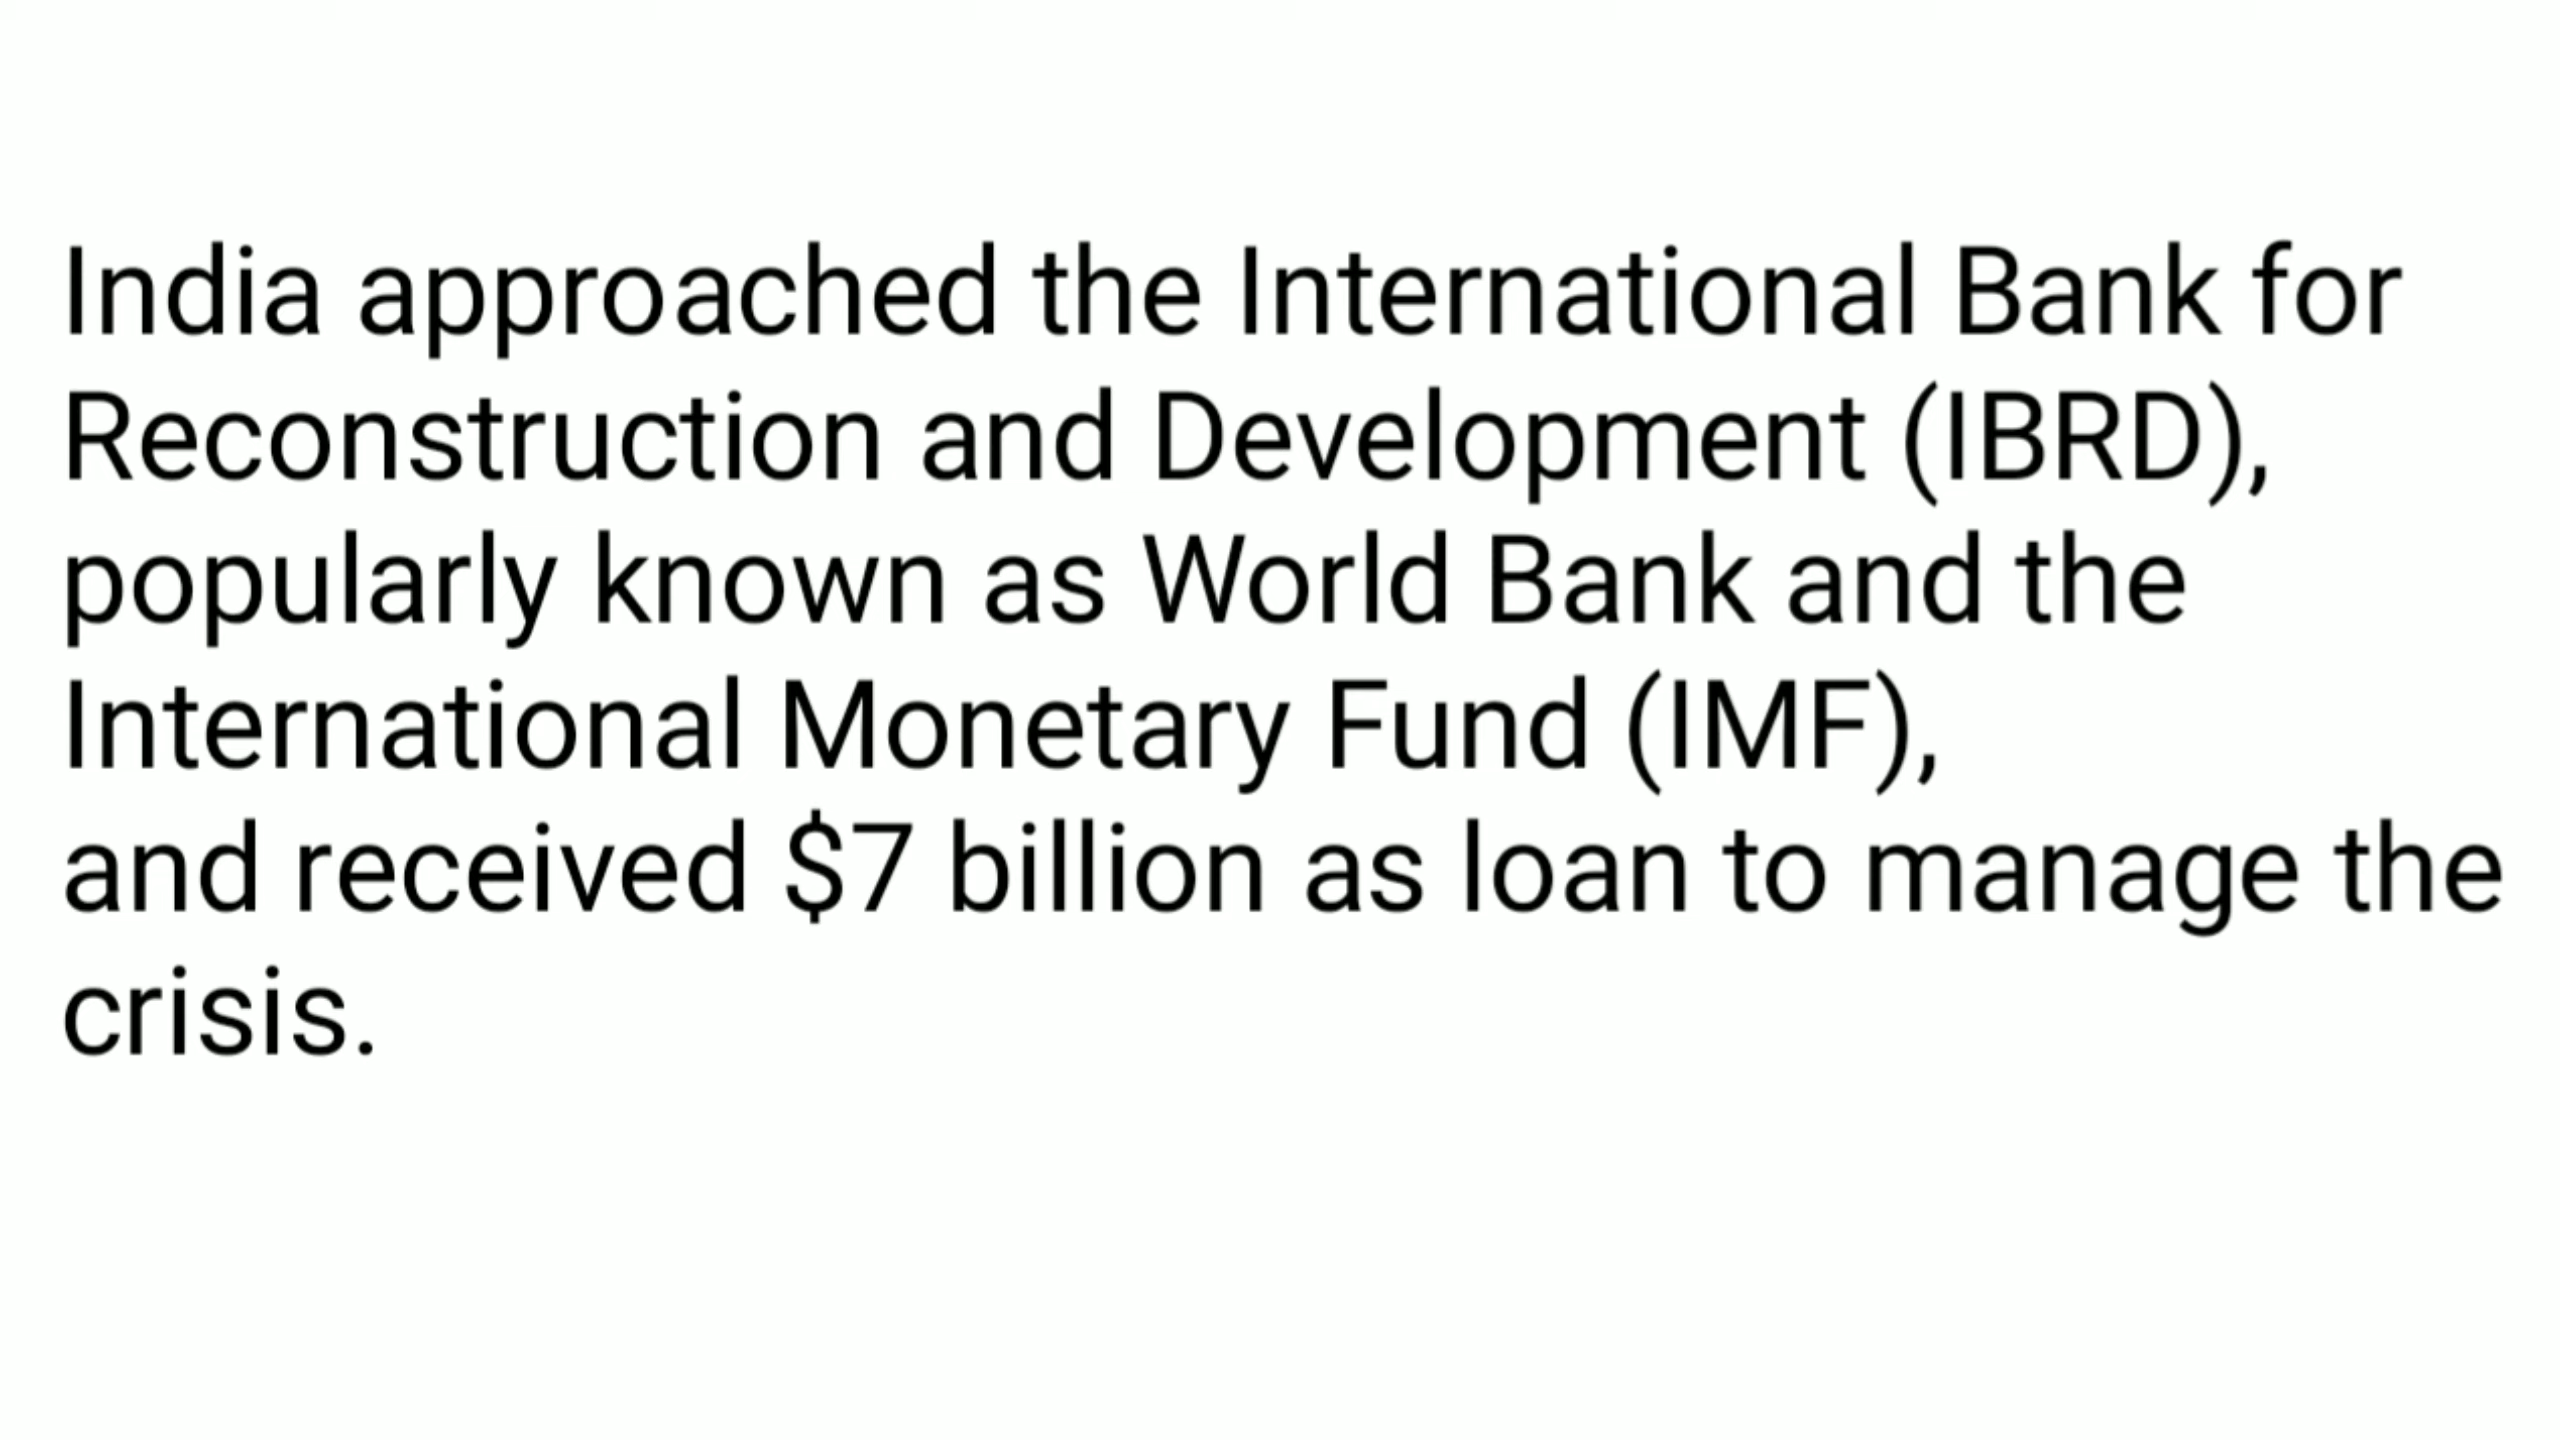 India approached the International Bank for
Reconstruction and Development (IBRD),
popularly known as World Bank and the
International Monetary Fund (IMF),
and received $7 billion as loan to manage the
crisis.